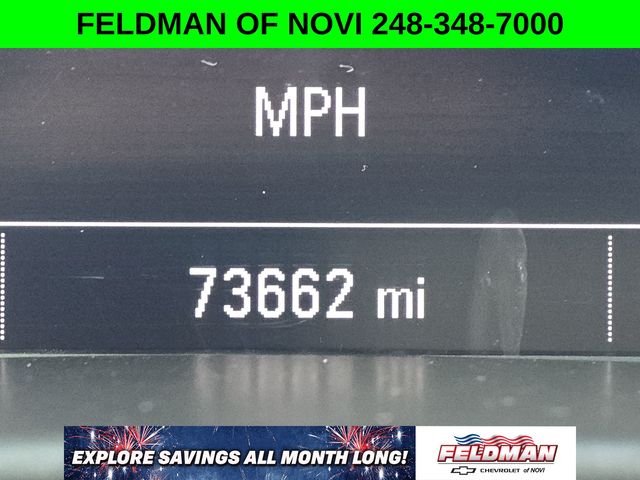 FELDMAN OF NOVI 248-348-7000
MPH
73662 mi
EXPLORE SAVINGS ALL MONTH LONG!
FELDMAN
CHEVROLET of NOVI